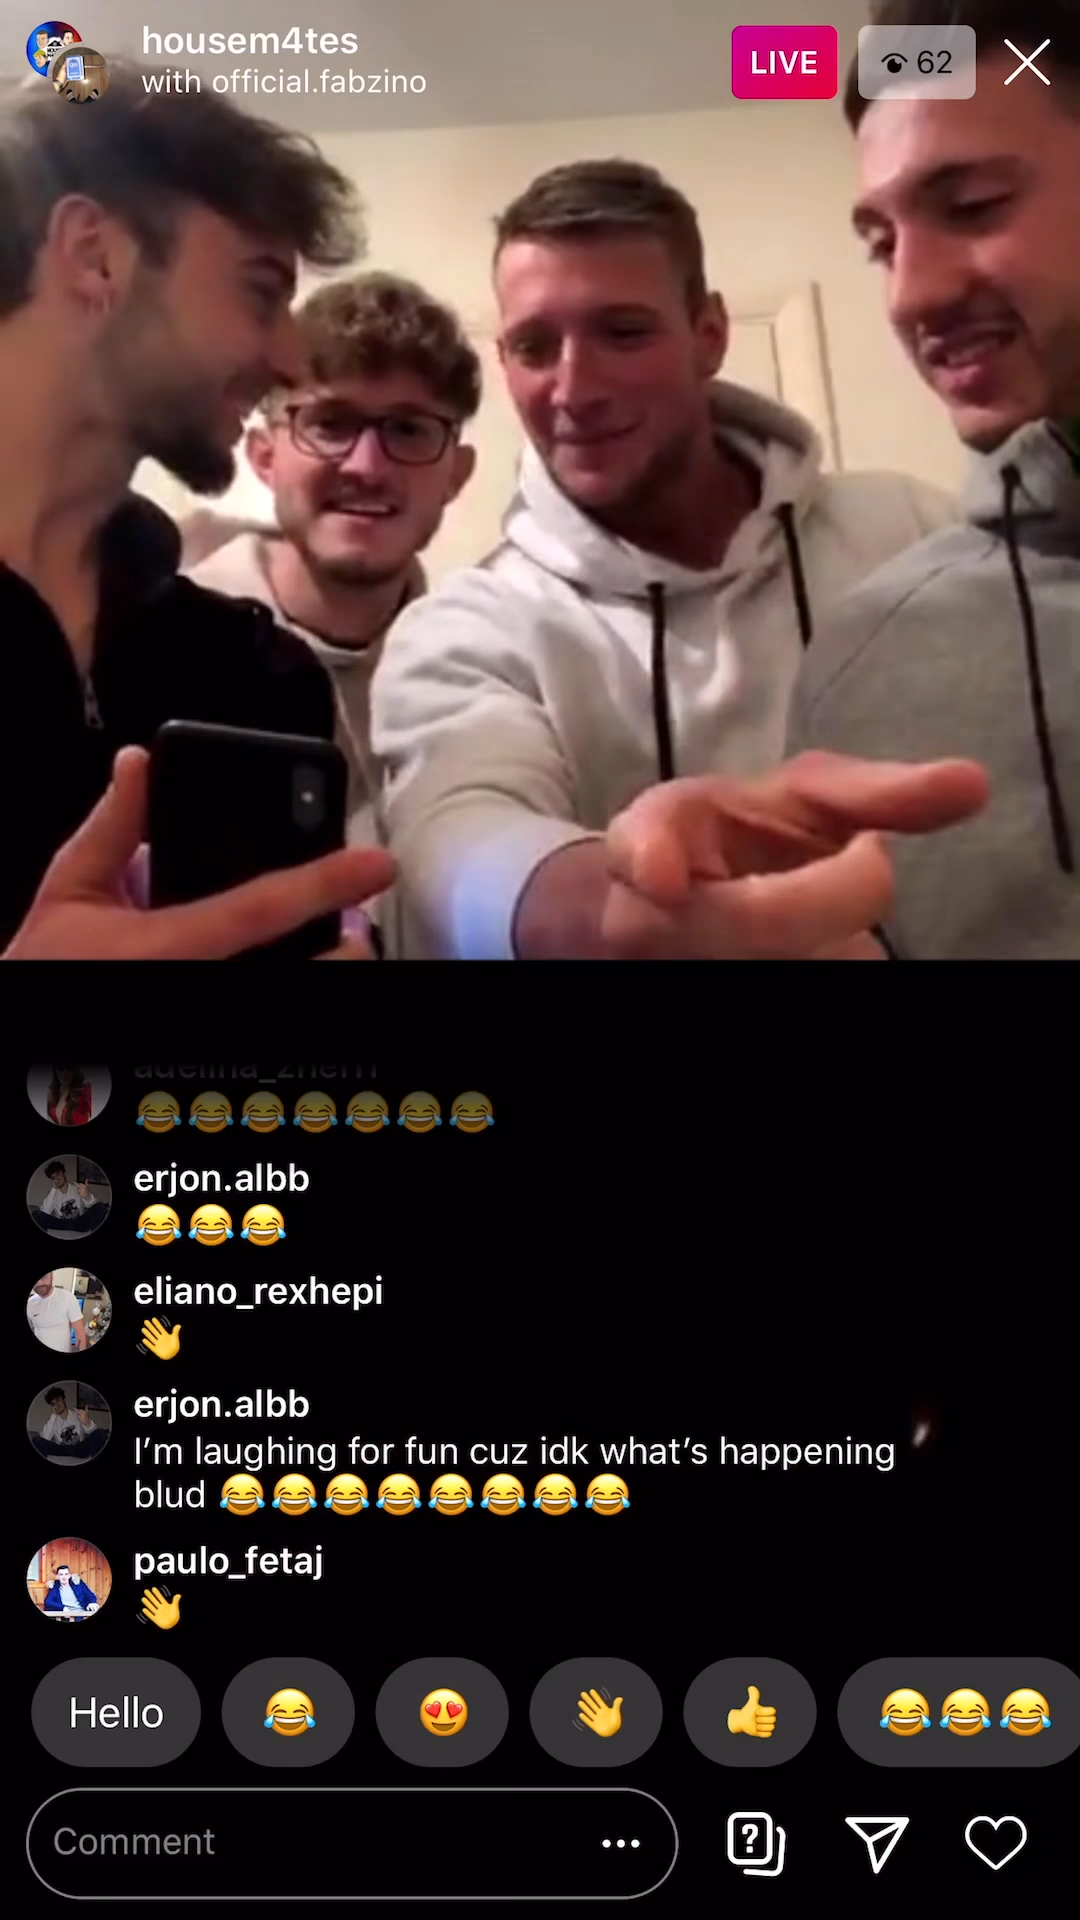 housem4tes
with official.fabzino
LIVE
62
😂😂😂😂😂😂😂
erjon.albb
😂😂😂
eliano_rexhepi
👋
erjon.albb
I’m laughing for fun cuz idk what’s happening
blud 😂😂😂😂😂😂😂😂
paulo_fetaj
👋
Hello 😂 😍 👋 👍 😂😂😂
Comment